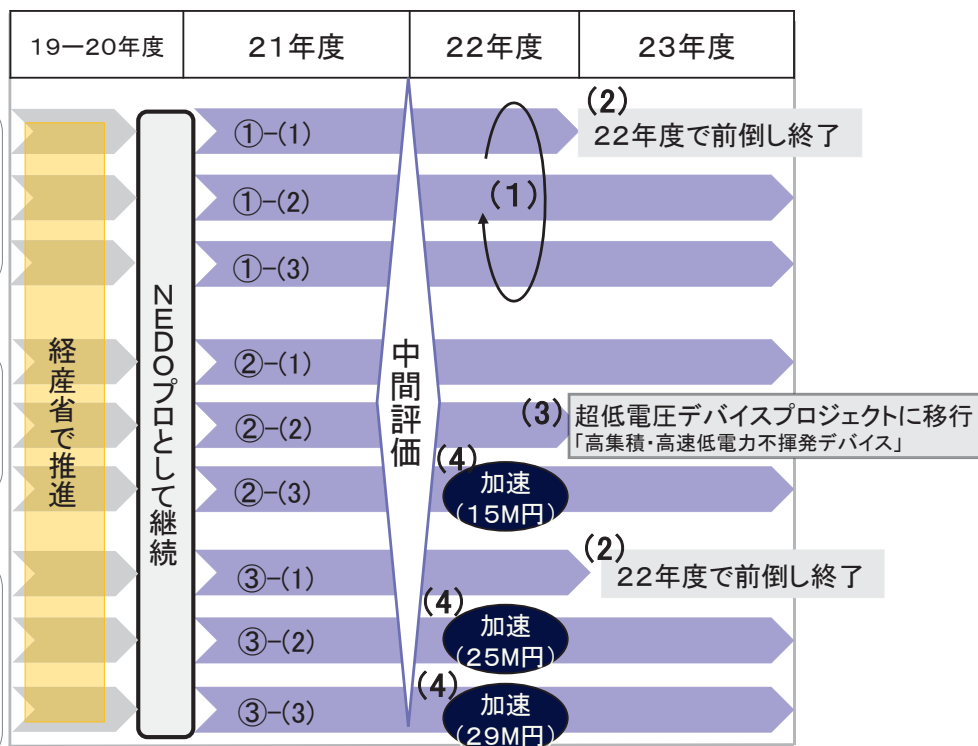 19ー20年度
21年度
22年度
23年度
経産省で推進
NEDOプロとして継続
中間評価
①-(1)
(2)
22年度で前倒し終了
①-(2)
(1)
①-(3)
②-(1)
②-(2)
(3)
超低電圧デバイスプロジェクトに移行
「高集積・高速低電力不揮発デバイス」
②-(3)
(4)
加速
(15M円)
③-(1)
(2)
22年度で前倒し終了
③-(2)
(4)
加速
(25M円)
③-(3)
(4)
加速
(29M円)